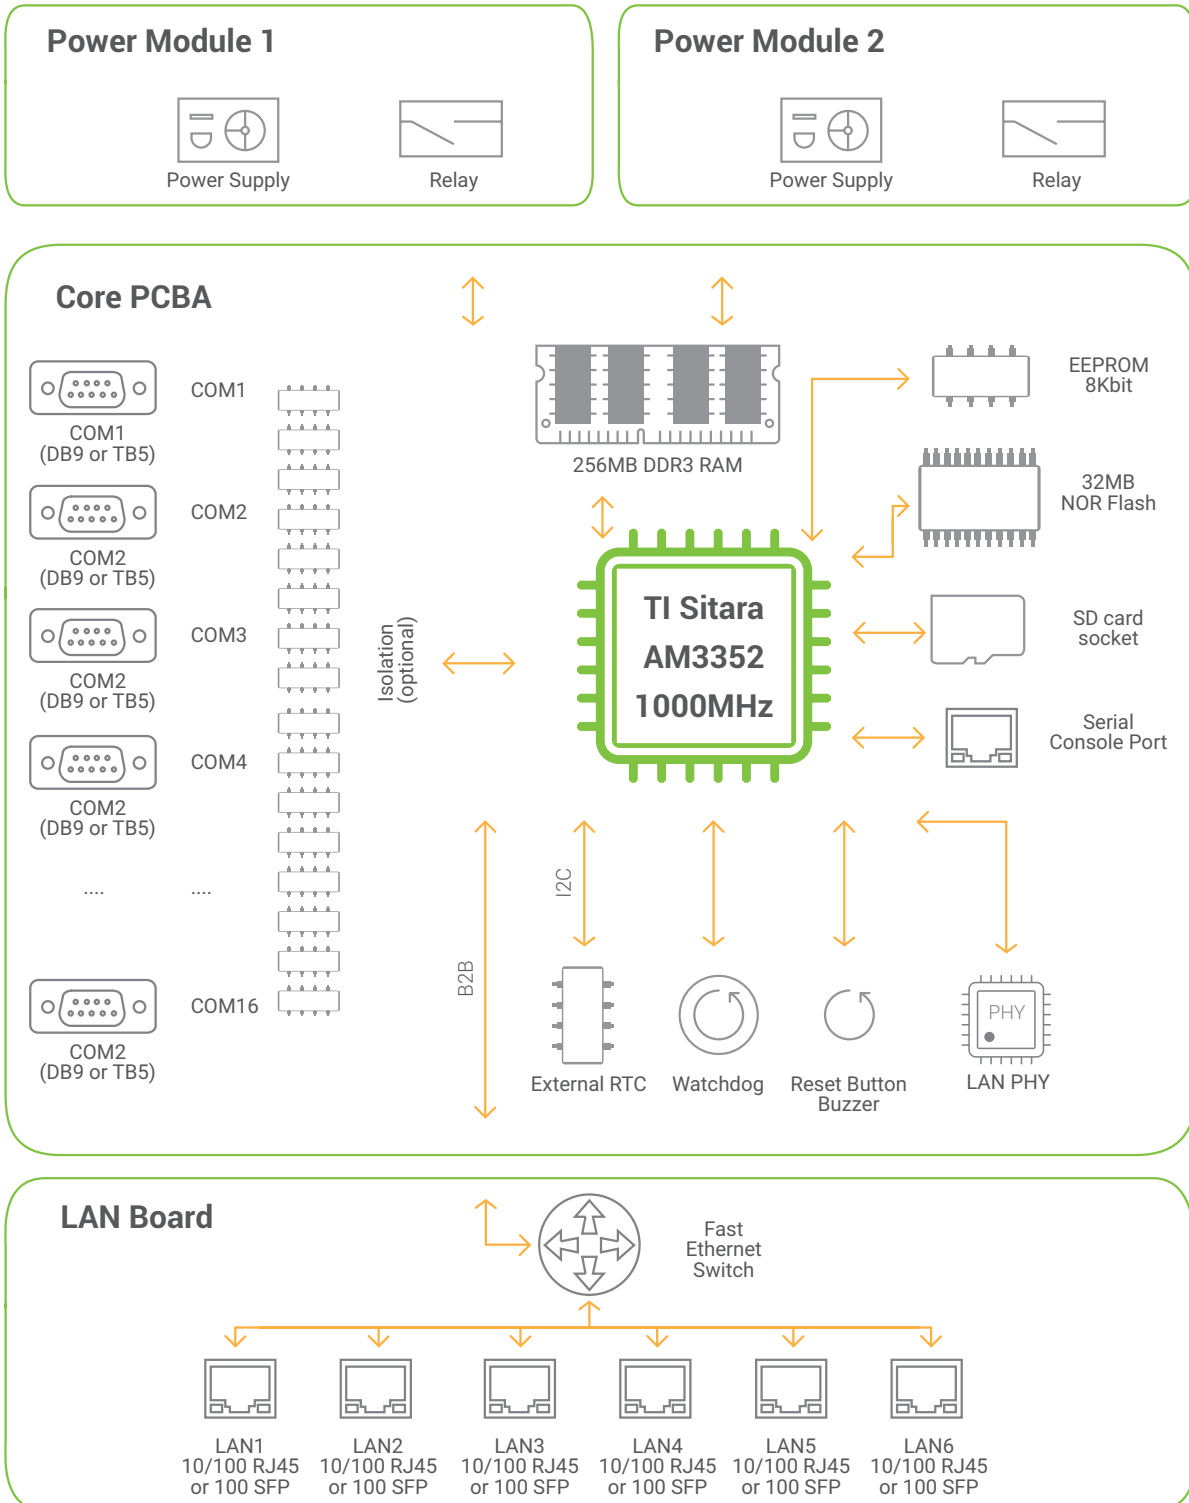 Power Module 1
Power Supply
Relay
Power Module 2
Power Supply
Relay
Core PCBA
COM1
(DB9 or TB5)
COM1
COM2
(DB9 or TB5)
COM2
COM2
(DB9 or TB5)
COM3
COM2
(DB9 or TB5)
COM4
....
....
COM2
(DB9 or TB5)
COM16
Isolation
(optional)
256MB DDR3 RAM
TI Sitara
AM3352
1000MHz
EEPROM
8Kbit
32MB
NOR Flash
SD card
socket
Serial
Console Port
B2B
I2C
External RTC
Watchdog
Reset Button
Buzzer
PHY
LAN PHY
LAN Board
Fast
Ethernet
Switch
LAN1
10/100 RJ45
or 100 SFP
LAN2
10/100 RJ45
or 100 SFP
LAN3
10/100 RJ45
or 100 SFP
LAN4
10/100 RJ45
or 100 SFP
LAN5
10/100 RJ45
or 100 SFP
LAN6
10/100 RJ45
or 100 SFP